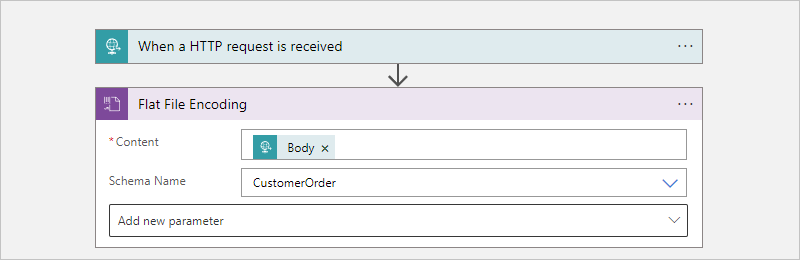 When a HTTP request is received
...
Flat File Encoding
...
*Content
Body ×
Schema Name
CustomerOrder
Add new parameter